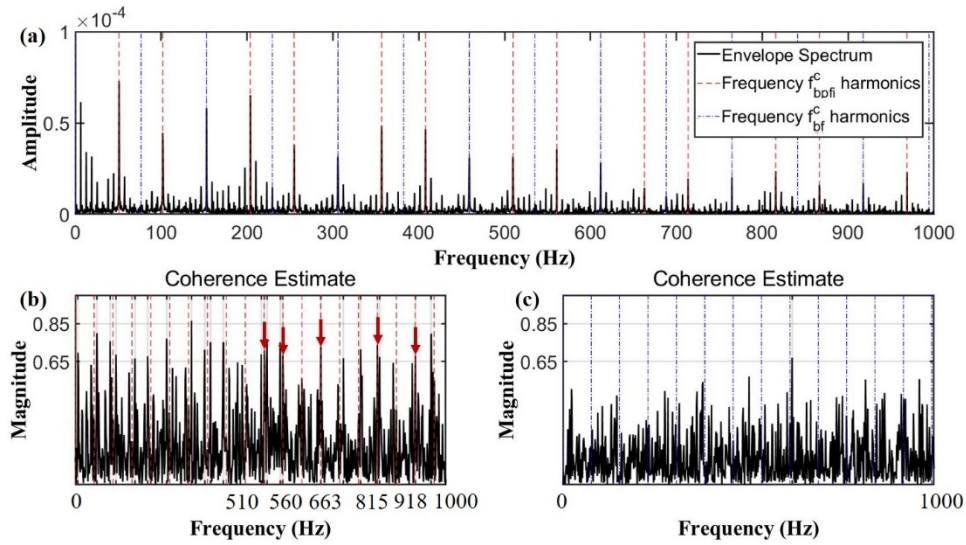 (a)
×10⁻⁴
1
0.5
0
Amplitude
Envelope Spectrum
Frequency f^c_bpfi harmonics
Frequency f^c_bf harmonics
0 100 200 300 400 500 600 700 800 900 1000
Frequency (Hz)
(b)
Coherence Estimate
0.85
0.65
Magnitude
0 510 560 663 815 918 1000
Frequency (Hz)
(c)
Coherence Estimate
0.85
0.65
Magnitude
0 1000
Frequency (Hz)